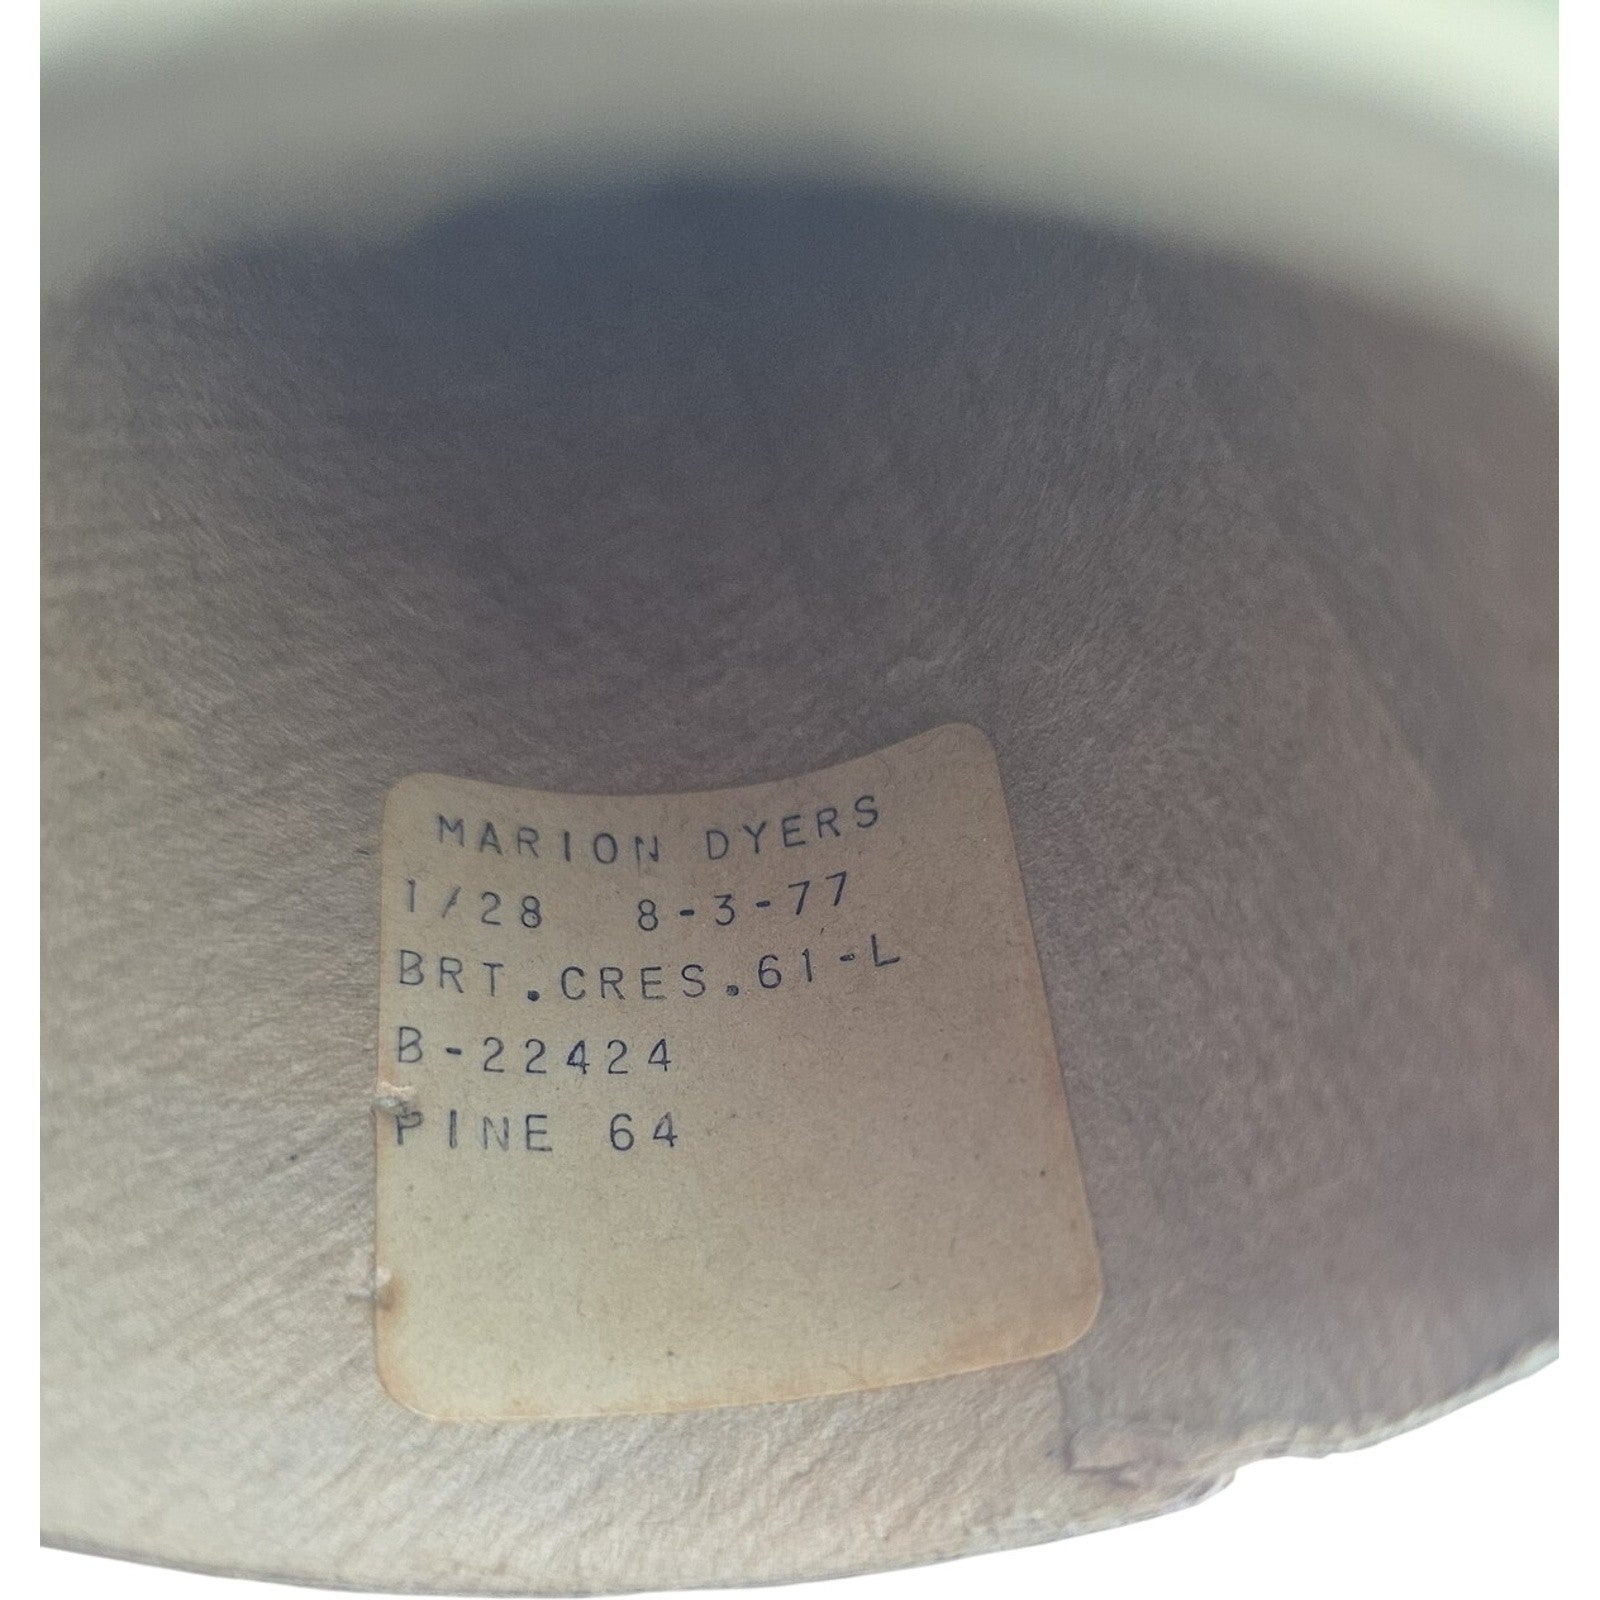 MARION DYERS
1/28 8-3-77
BRT.CRES.61-L
B-22424
PINE 64